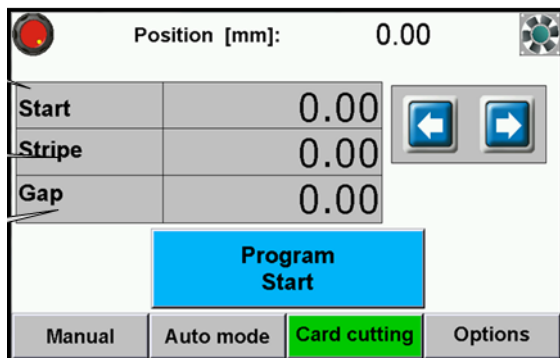 Position [mm]: 0.00
Start 0.00
Stripe 0.00
Gap 0.00
Program
Start
Manual Auto mode Card cutting Options